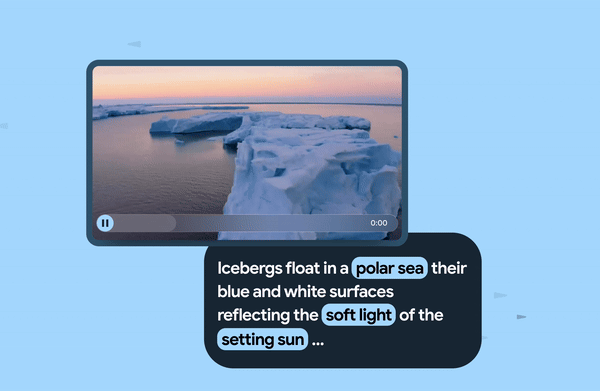 0:00
Icebergs float in a polar sea their
blue and white surfaces
reflecting the soft light of the
setting sun ...